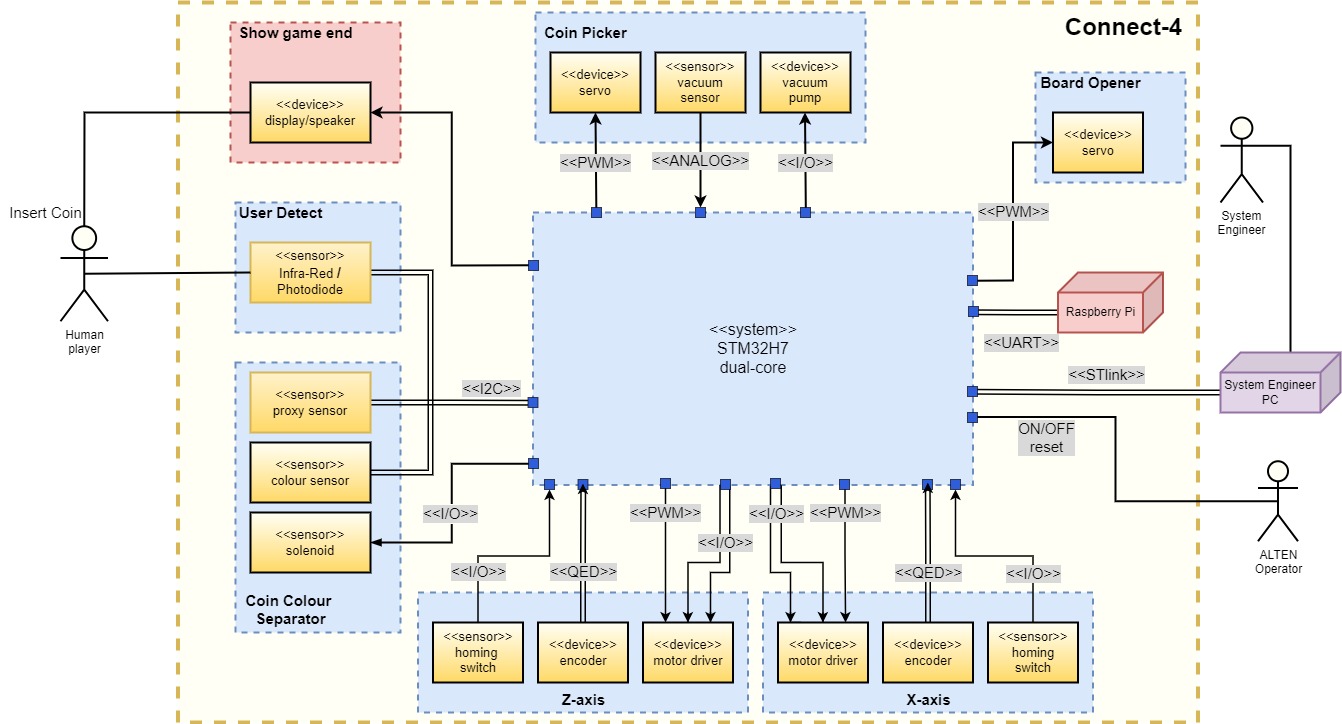 Connect-4
Show game end
<<device>>
display/speaker
Coin Picker
<<device>>
servo
<<sensor>>
vacuum
sensor
<<device>>
vacuum
pump
Board Opener
<<device>>
servo
<<PWM>>
<<ANALOG>>
<<I/O>>
<<PWM>>
System
Engineer
Insert Coin
Human
player
User Detect
<<sensor>>
Infra-Red /
Photodiode
<<system>>
STM32H7
dual-core
Raspberry Pi
<<UART>>
<<STlink>>
System Engineer
PC
ON/OFF
reset
ALTEN
Operator
<<I2C>>
<<sensor>>
proxy sensor
<<sensor>>
colour sensor
<<sensor>>
solenoid
Coin Colour
Separator
<<I/O>>
<<I/O>>
<<QED>>
<<PWM>>
<<I/O>>
<<I/O>>
<<PWM>>
<<QED>>
<<I/O>>
<<sensor>>
homing
switch
<<device>>
encoder
<<device>>
motor driver
Z-axis
<<device>>
motor driver
<<device>>
encoder
<<sensor>>
homing
switch
X-axis